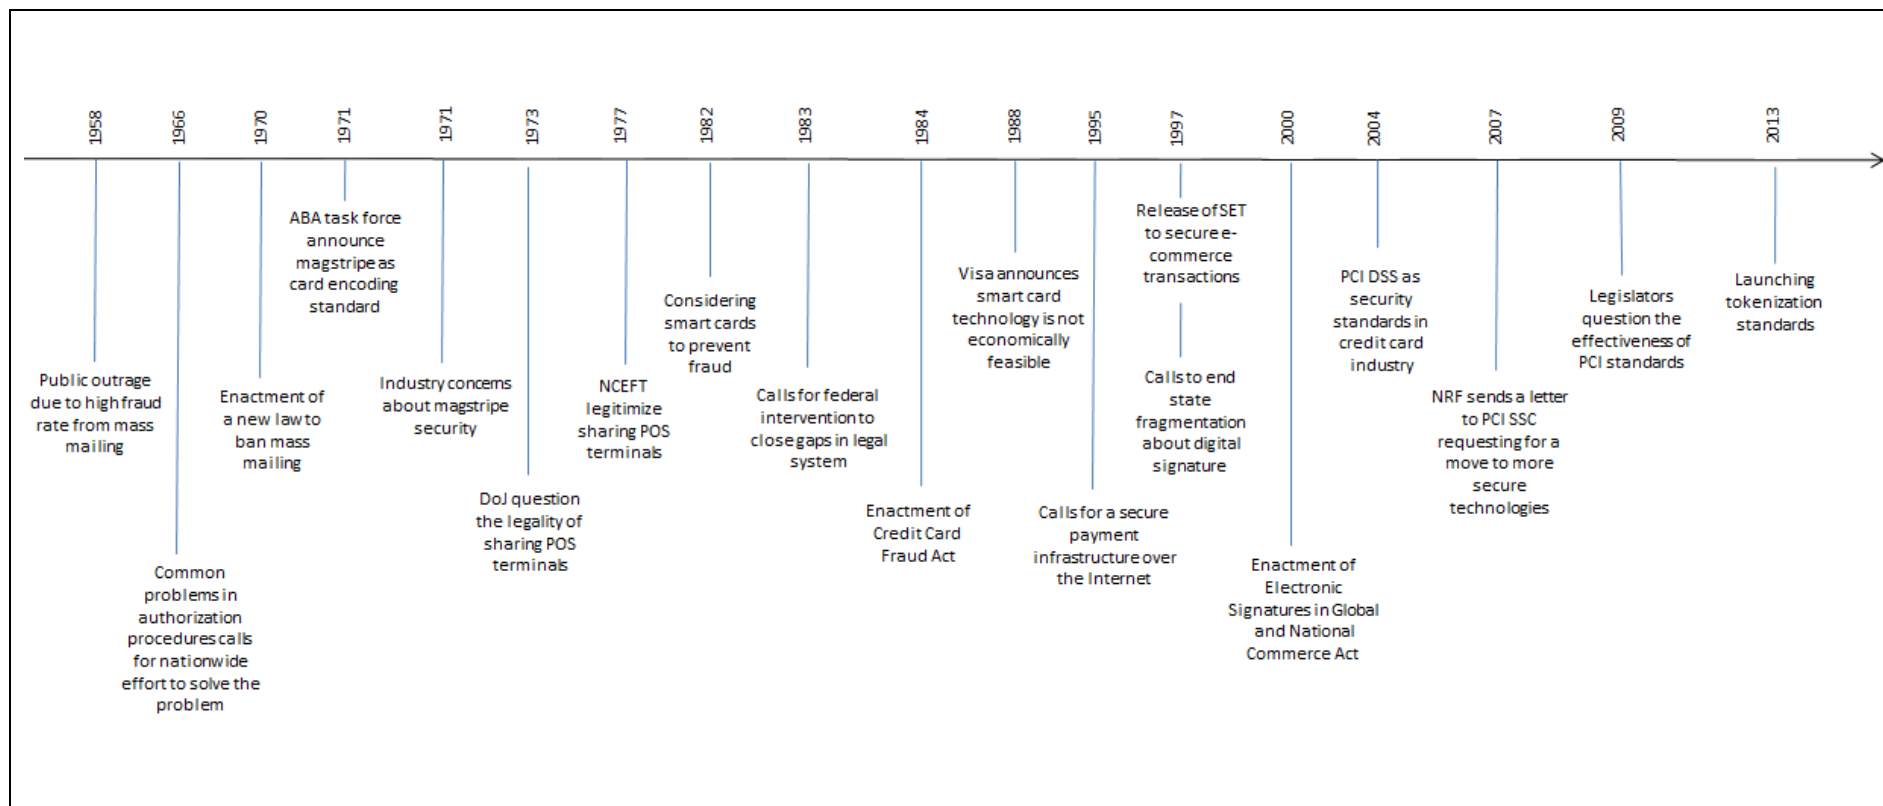 1958
1966
1970
1971
1971
1973
1977
1982
1983
1984
1988
1995
1997
2000
2004
2007
2009
2013
Public outrage
due to high fraud
rate from mass
mailing
Common
problems in
authorization
procedures calls
for nationwide
effort to solve the
problem
Enactment of
a new law to
ban mass
mailing
ABA task force
announce
magstripe as
card encoding
standard
Industry concerns
about magstripe
security
DoJ question
the legality of
sharing POS
terminals
NCEFT
legitimize
sharing POS
terminals
Considering
smart cards
to prevent
fraud
Calls for federal
intervention to
close gaps in legal
system
Enactment of
Credit Card
Fraud Act
Visa announces
smart card
technology is not
economically
feasible
Calls for a secure
payment
infrastructure over
the Internet
Release of SET
to secure e-
commerce
transactions
Calls to end
state
fragmentation
about digital
signature
Enactment of
Electronic
Signatures in Global
and National
Commerce Act
PCI DSS as
security
standards in
credit card
industry
NRF sends a letter
to PCI SSC
requesting for a
move to more
secure
technologies
Legislators
question the
effectiveness of
PCI standards
Launching
tokenization
standards